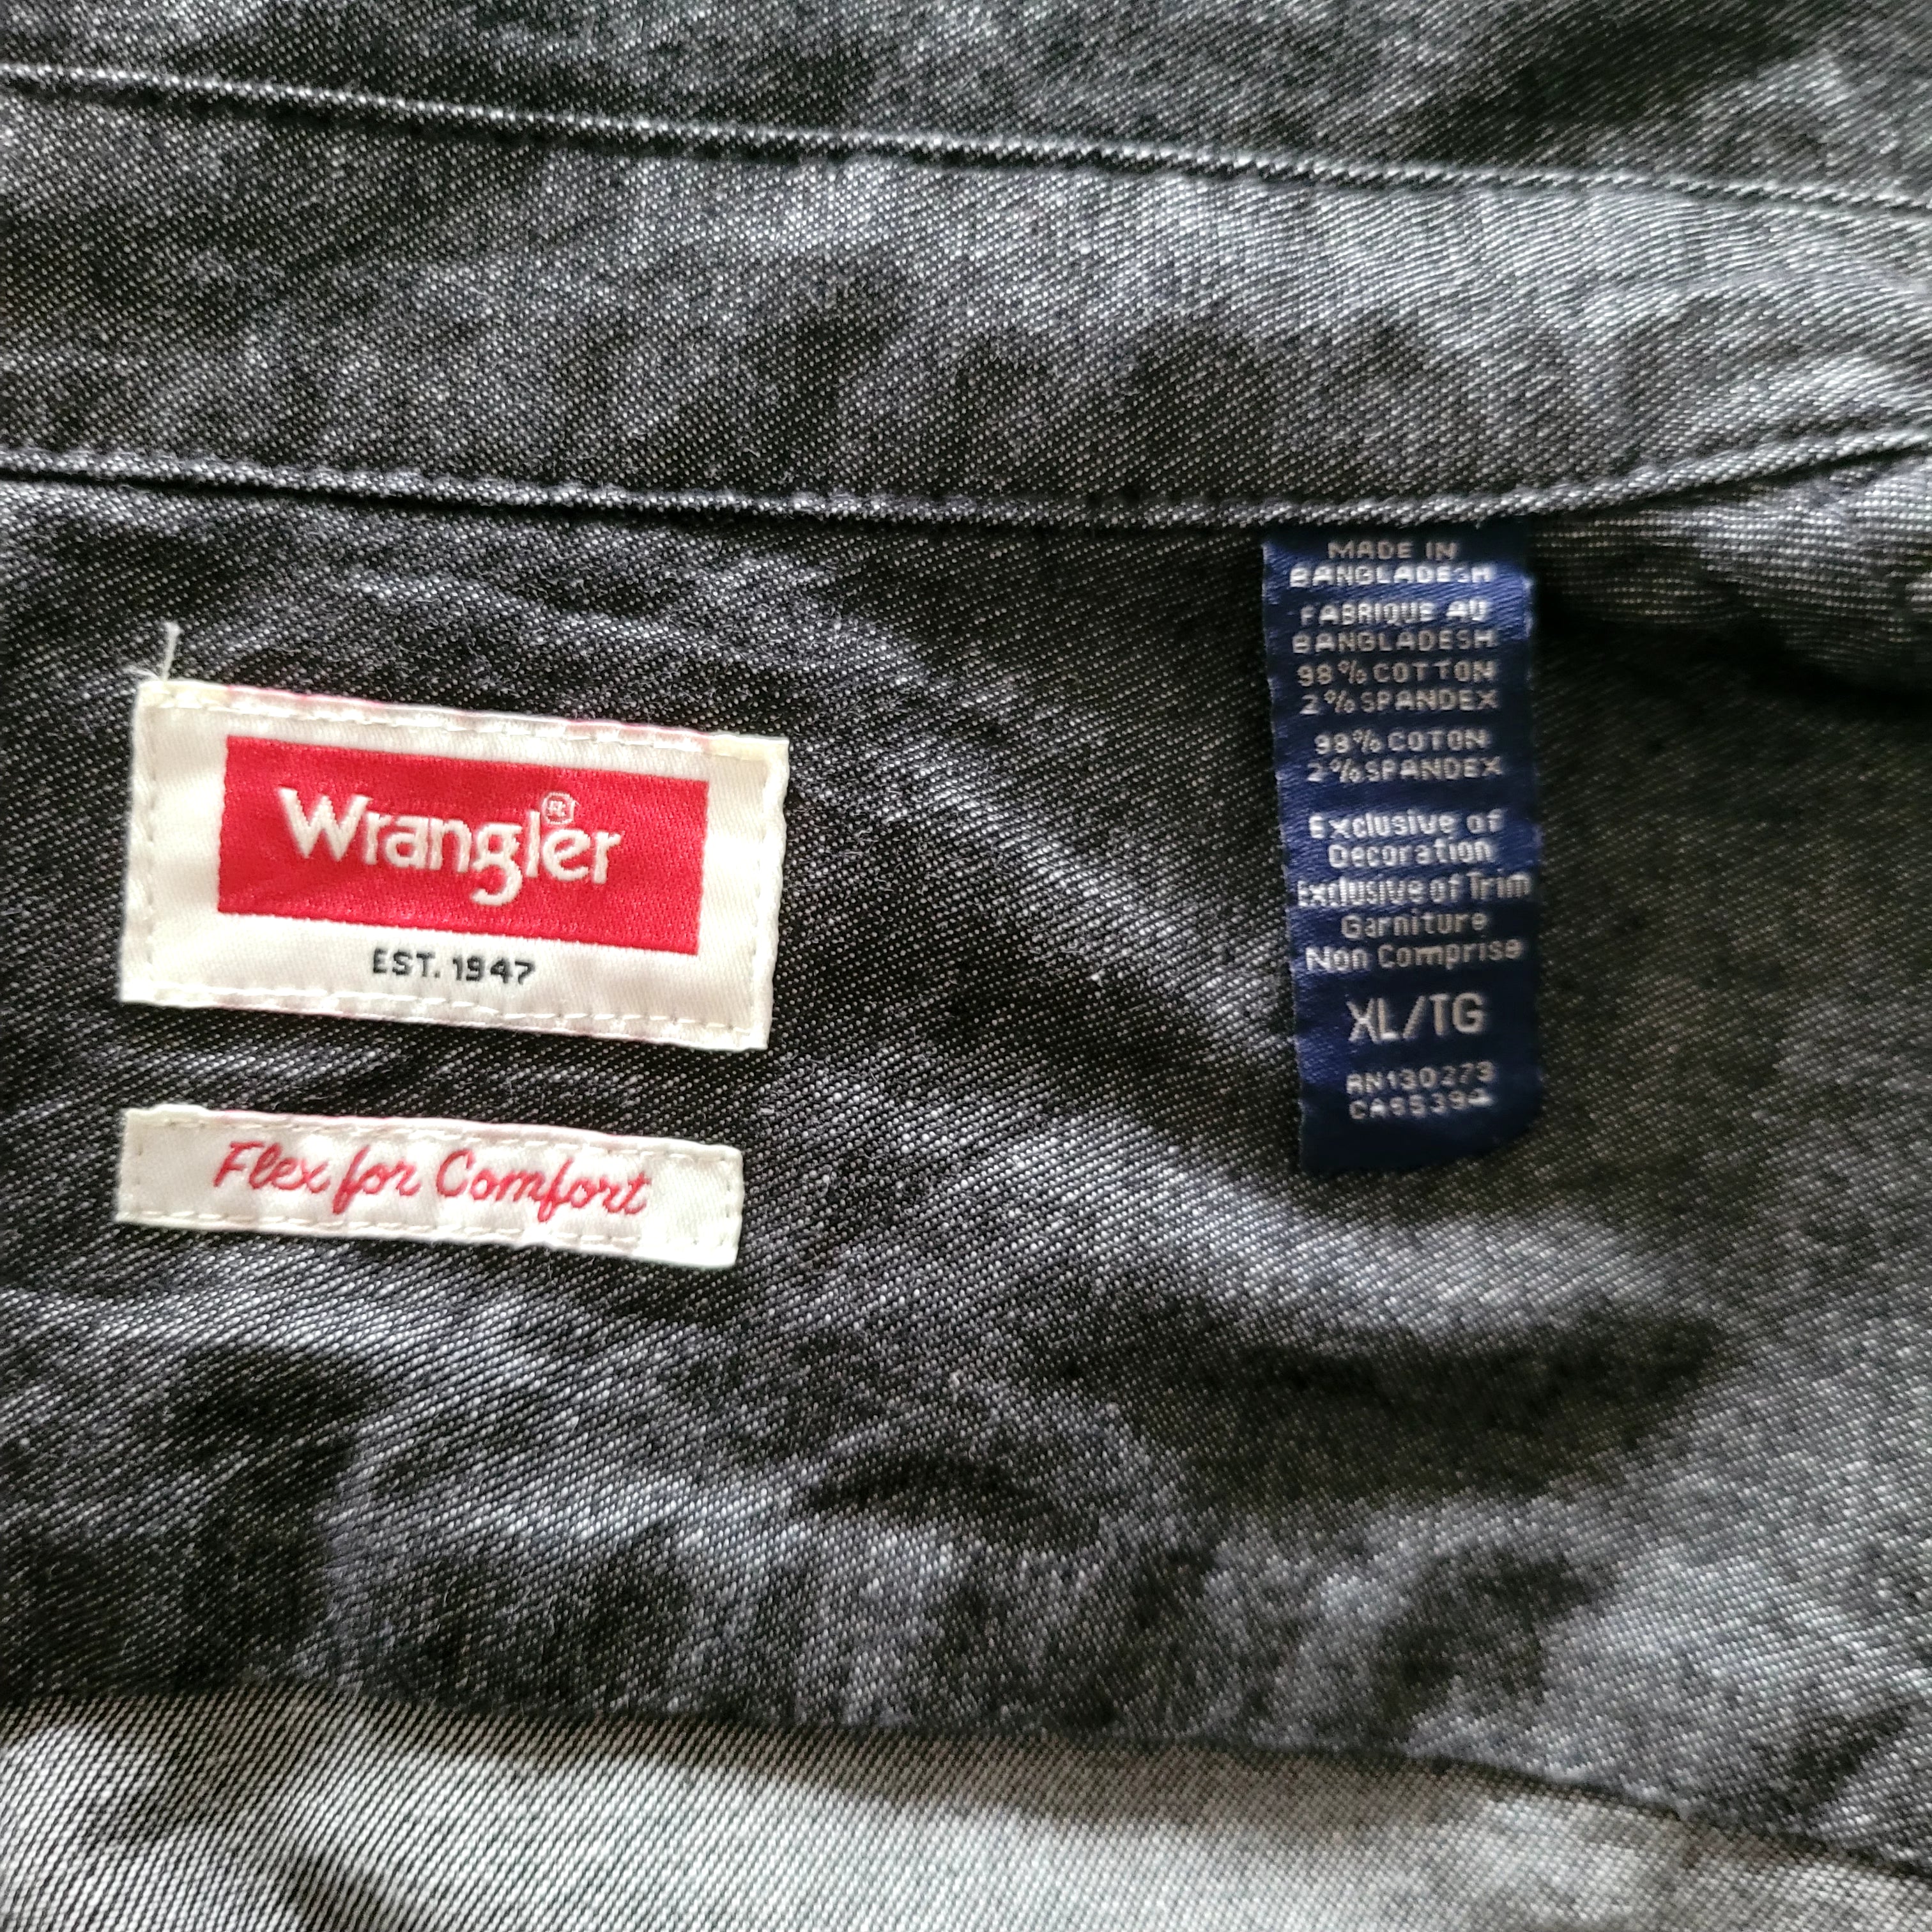 Wrangler®
EST. 1947
Flex for Comfort
MADE IN
BANGLADESH
FABRIQUE AU
BANGLADESH
98% COTTON
2% SPANDEX
98% COTON
2% SPANDEX
Exclusive of
Decoration
Exclusive of Trim
Garniture
Non Comprise
XL/TG
RN130273
CA55394